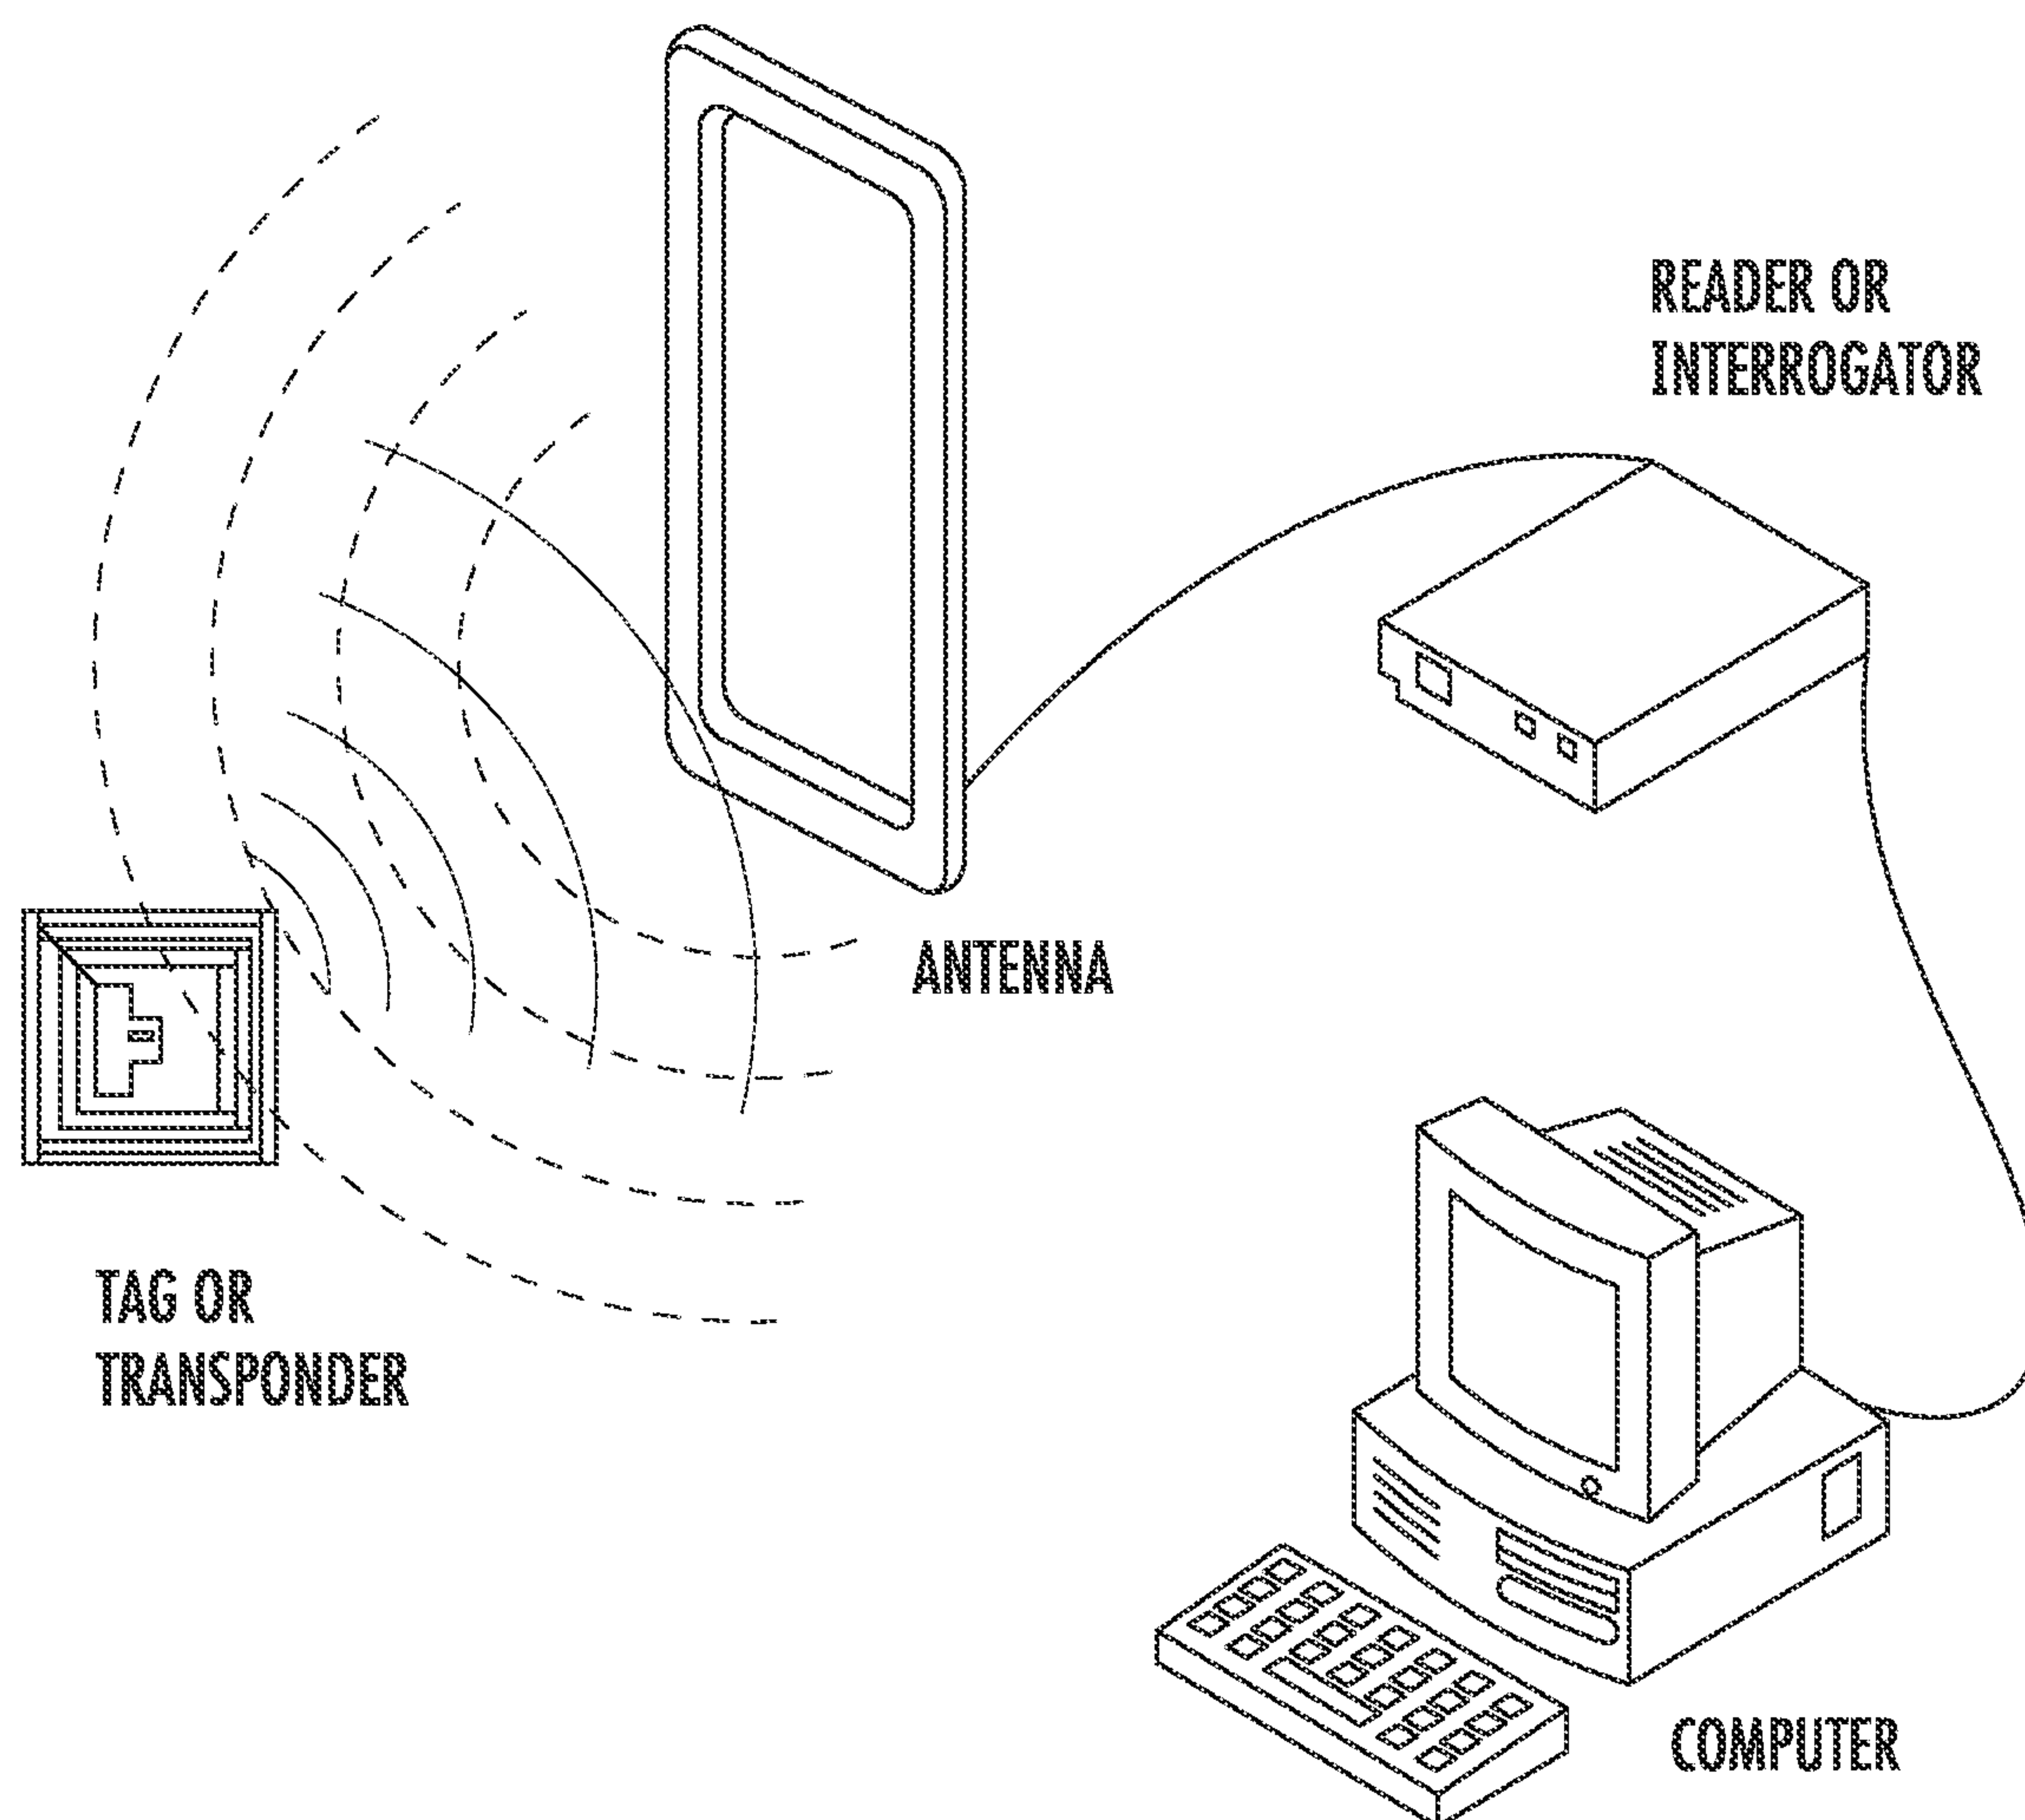 READER OR
INTERROGATOR
ANTENNA
TAG OR
TRANSPONDER
COMPUTER